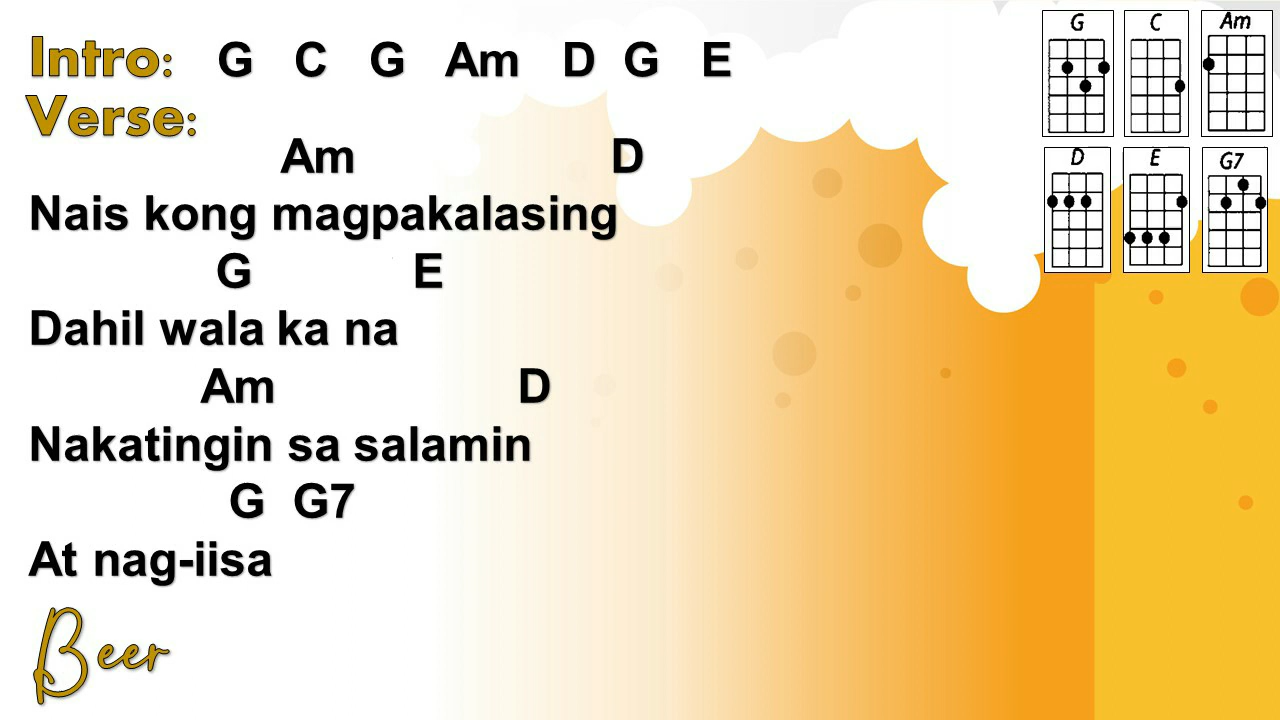 Intro: G C G Am D G E
Verse:
Am D
Nais kong magpakalasing
G E
Dahil wala ka na
Am D
Nakatingin sa salamin
G G7
At nag-iisa
Beer
G C Am
D E G7